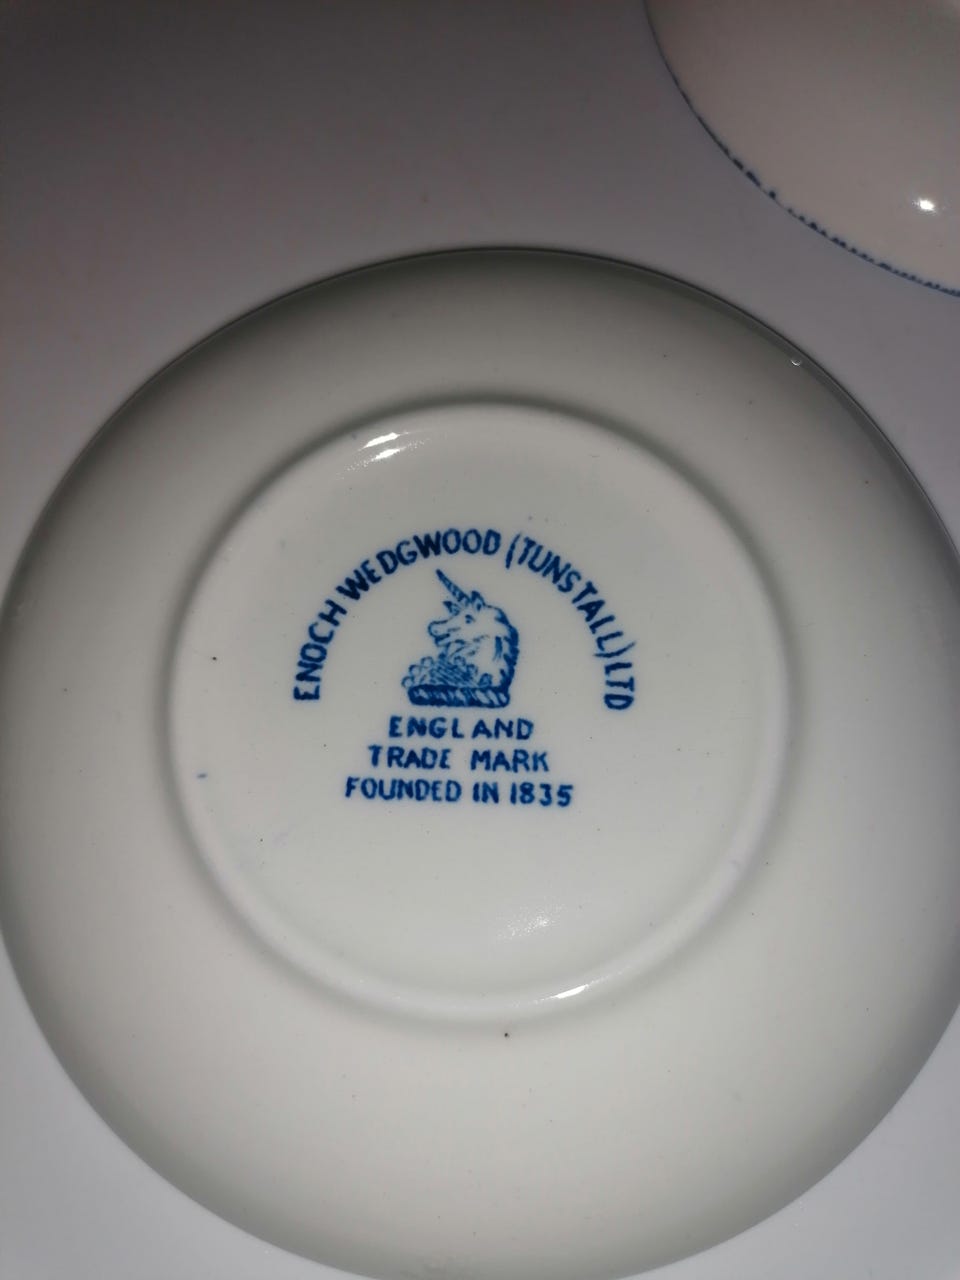 ENOCH WEDGWOOD (TUNSTALL) LTD
ENGLAND
TRADE MARK
FOUNDED IN 1835